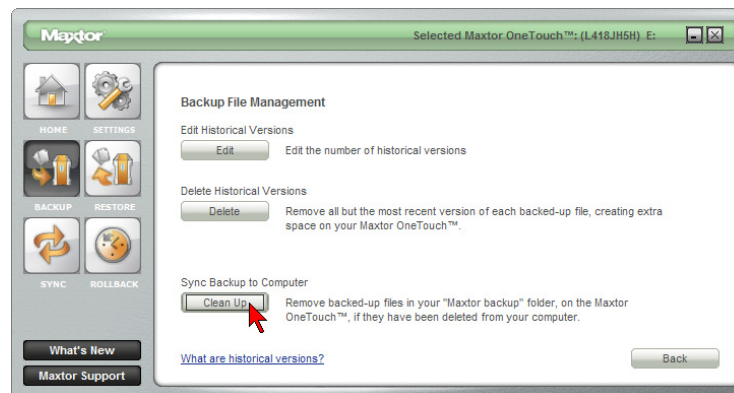 Maxtor
Selected Maxtor OneTouch™: (L418JH5H) E:
HOME SETTINGS
BACKUP RESTORE
SYNC ROLLBACK
What's New
Maxtor Support
Backup File Management
Edit Historical Versions
Edit Edit the number of historical versions
Delete Historical Versions
Delete Remove all but the most recent version of each backed-up file, creating extra
space on your Maxtor OneTouch™.
Sync Backup to Computer
Clean Up Remove backed-up files in your "Maxtor backup" folder, on the Maxtor
OneTouch™, if they have been deleted from your computer.
What are historical versions?
Back